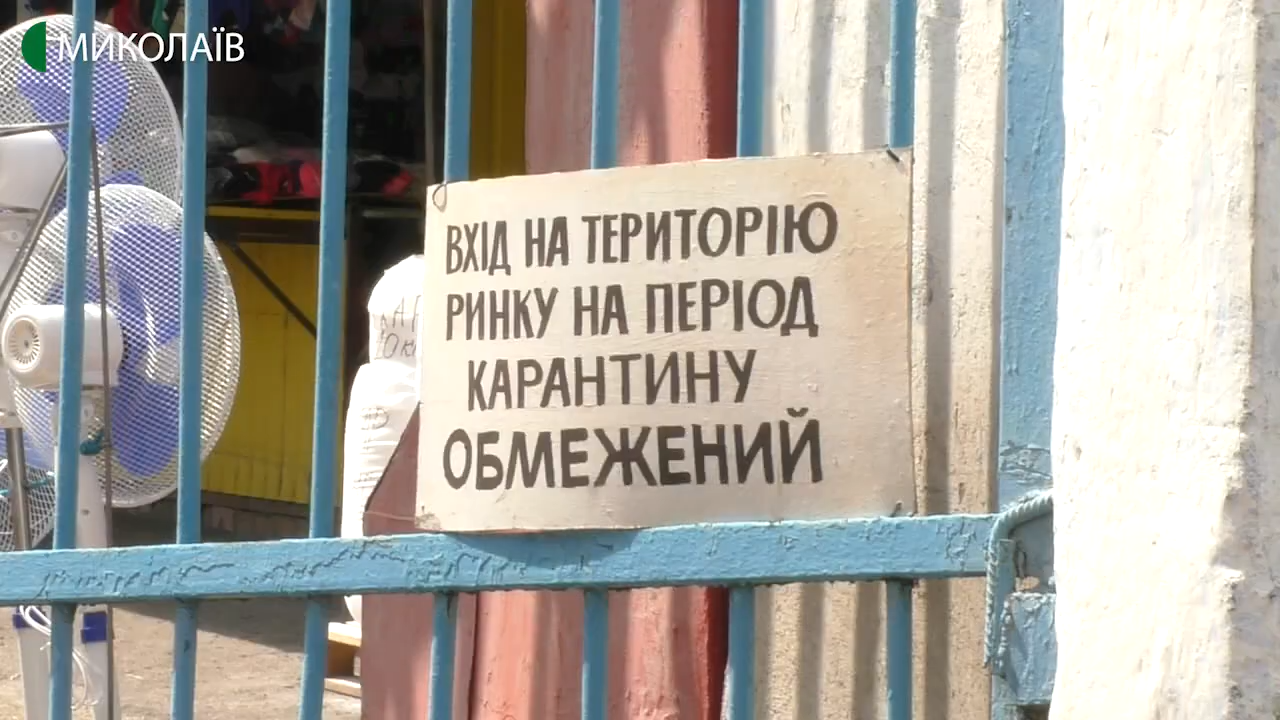 МИКОЛАЇВ
ВХІД НА ТЕРИТОРІЮ
РИНКУ НА ПЕРІОД
КАРАНТИНУ
ОБМЕЖЕНИЙ